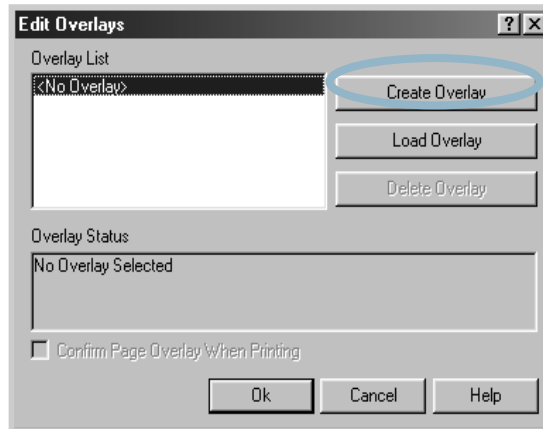 Edit Overlays
Overlay List
<No Overlay>
Create Overlay
Load Overlay
Delete Overlay
Overlay Status
No Overlay Selected
Confirm Page Overlay When Printing
Ok
Cancel
Help